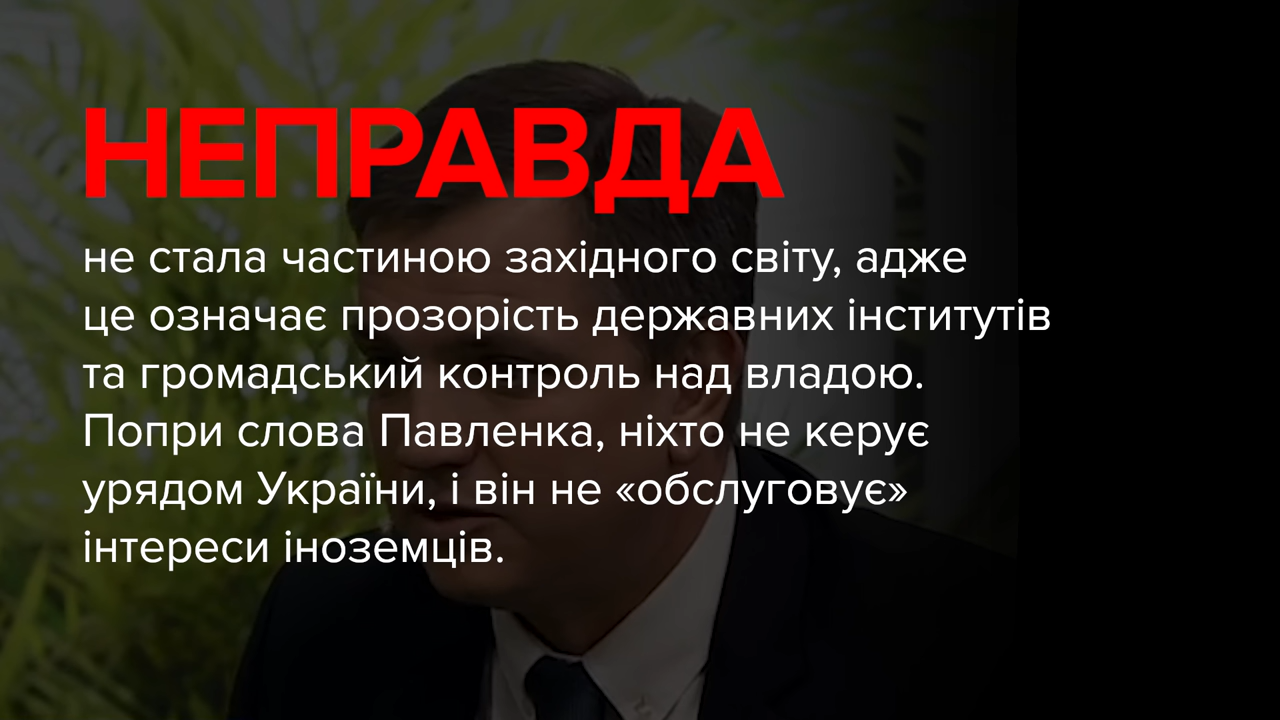 НЕПРАВДА
не стала частиною західного світу, адже
це означає прозорість державних інститутів
та громадський контроль над владою.
Попри слова Павленка, ніхто не керує
урядом України, і він не «обслуговує»
інтереси іноземців.